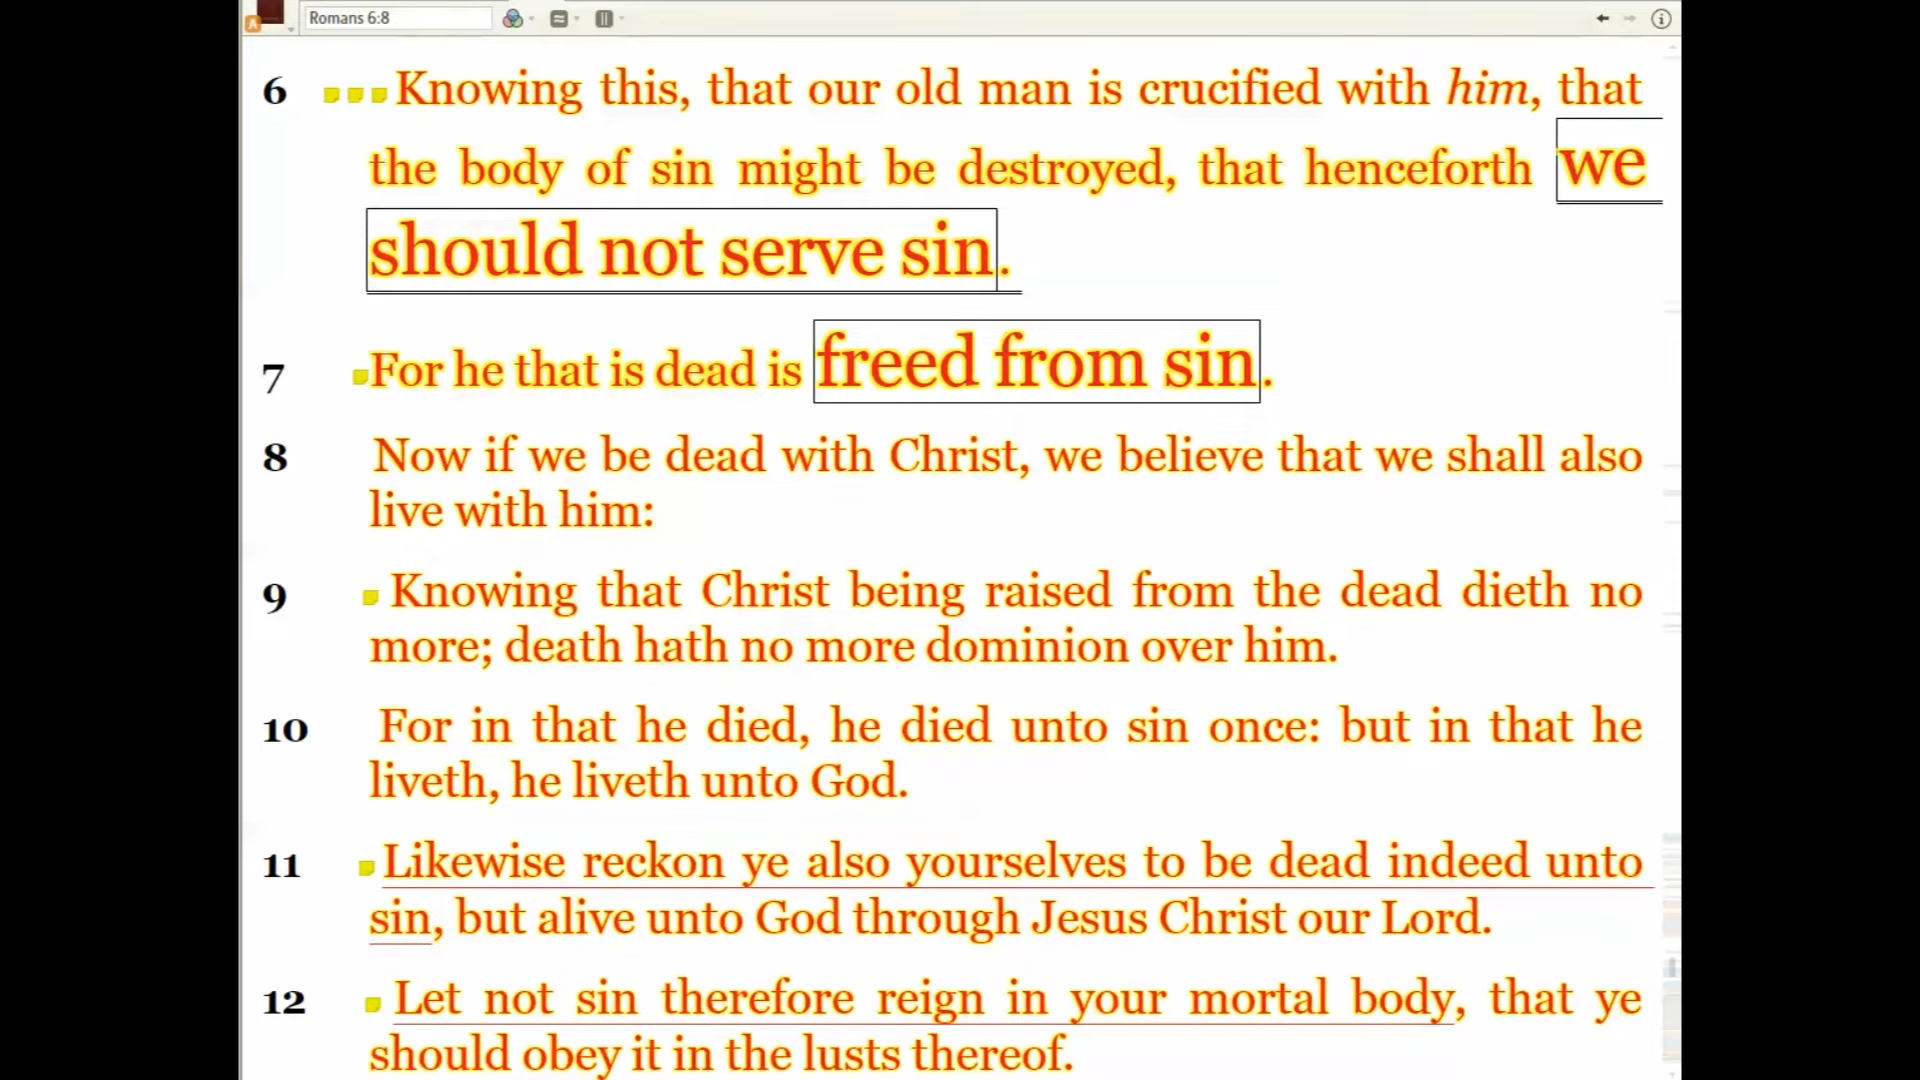 Romans 6:8
6 Knowing this, that our old man is crucified with him, that
the body of sin might be destroyed, that henceforth we
should not serve sin.
7 For he that is dead is freed from sin.
8 Now if we be dead with Christ, we believe that we shall also
live with him:
9 Knowing that Christ being raised from the dead dieth no
more; death hath no more dominion over him.
10 For in that he died, he died unto sin once: but in that he
liveth, he liveth unto God.
11 Likewise reckon ye also yourselves to be dead indeed unto
sin, but alive unto God through Jesus Christ our Lord.
12 Let not sin therefore reign in your mortal body, that ye
should obey it in the lusts thereof.